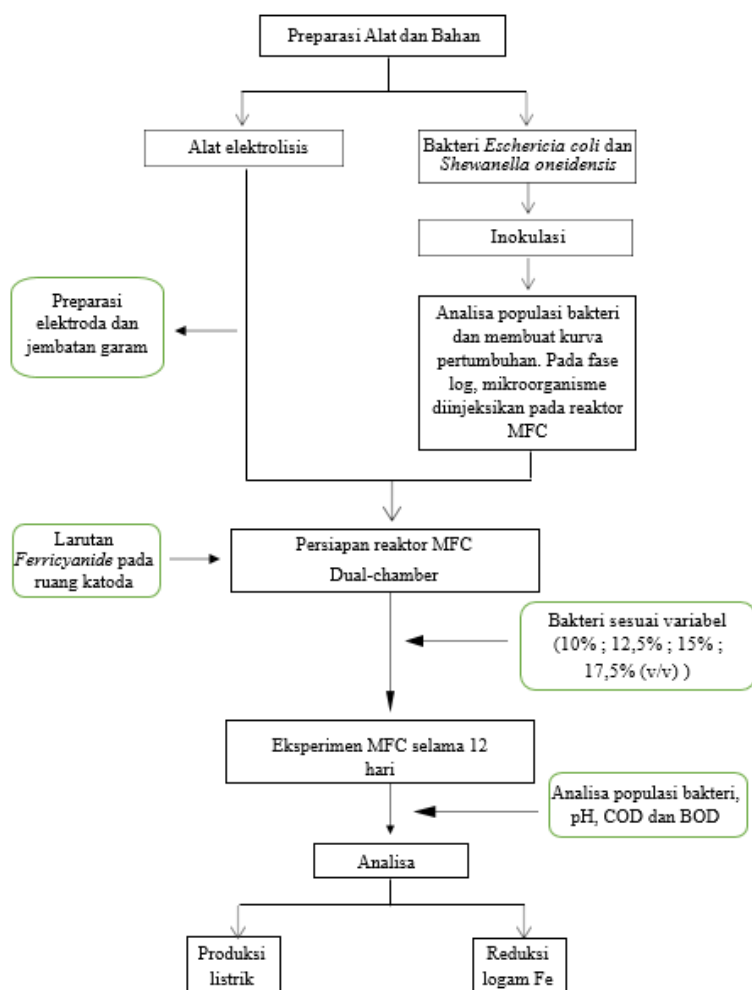 Preparasi Alat dan Bahan
Alat elektrolisis
Bakteri Eschericia coli dan
Shewanella oneidensis
Inokulasi
Preparasi
elektroda dan
jembatan garam
Analisa populasi bakteri
dan membuat kurva
pertumbuhan. Pada fase
log, mikroorganisme
diinjeksikan pada reaktor
MFC
Larutan
Ferricyanide pada
ruang katoda
Persiapan reaktor MFC
Dual-chamber
Bakteri sesuai variabel
(10% ; 12,5% ; 15% ;
17,5% (v/v) )
Eksperimen MFC selama 12
hari
Analisa populasi bakteri,
pH, COD dan BOD
Analisa
Produksi
listrik
Reduksi
logam Fe